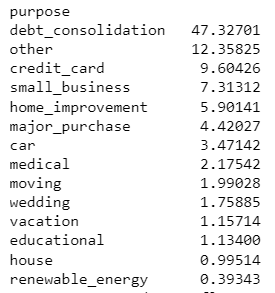 purpose
debt_consolidation 47.32701
other 12.35825
credit_card 9.60426
small_business 7.31312
home_improvement 5.90141
major_purchase 4.42027
car 3.47142
medical 2.17542
moving 1.99028
wedding 1.75885
vacation 1.15714
educational 1.13400
house 0.99514
renewable_energy 0.39343